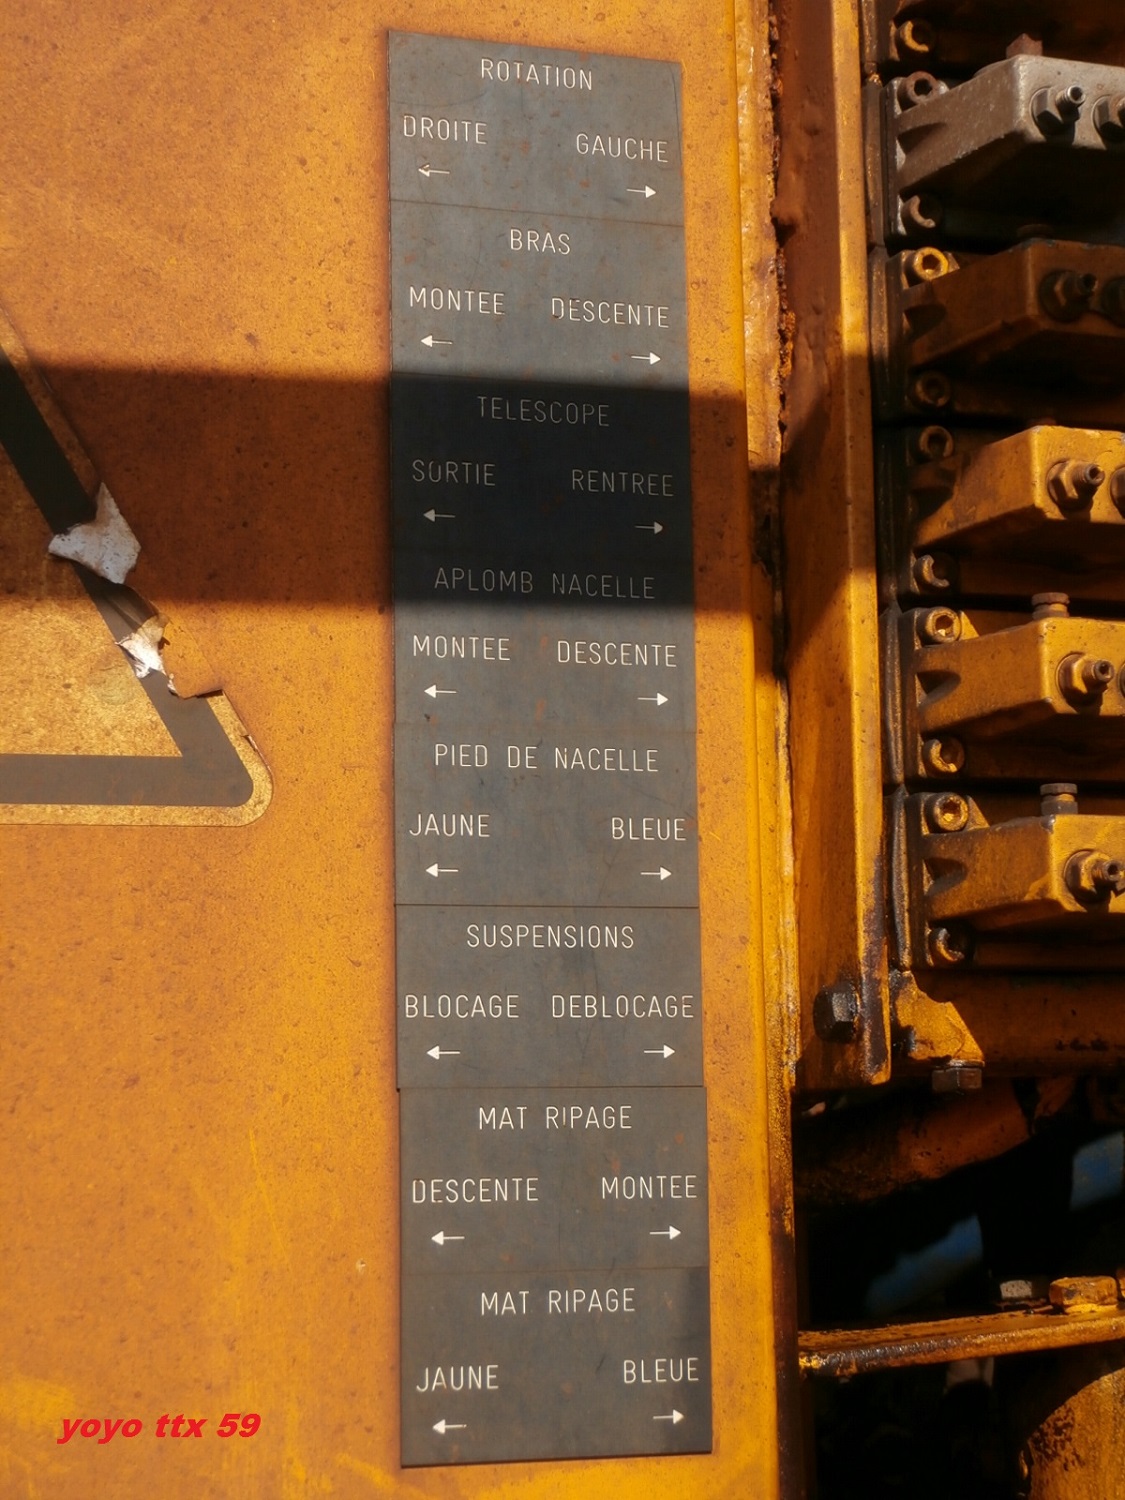 ROTATION
DROITE GAUCHE
← →
BRAS
MONTEE DESCENTE
← →
TELESCOPE
SORTIE RENTREE
← →
APLOMB NACELLE
MONTEE DESCENTE
← →
PIED DE NACELLE
JAUNE BLEUE
← →
SUSPENSIONS
BLOCAGE DEBLOCAGE
← →
MAT RIPAGE
DESCENTE MONTEE
← →
MAT RIPAGE
JAUNE BLEUE
← →
yoyo ttx 59